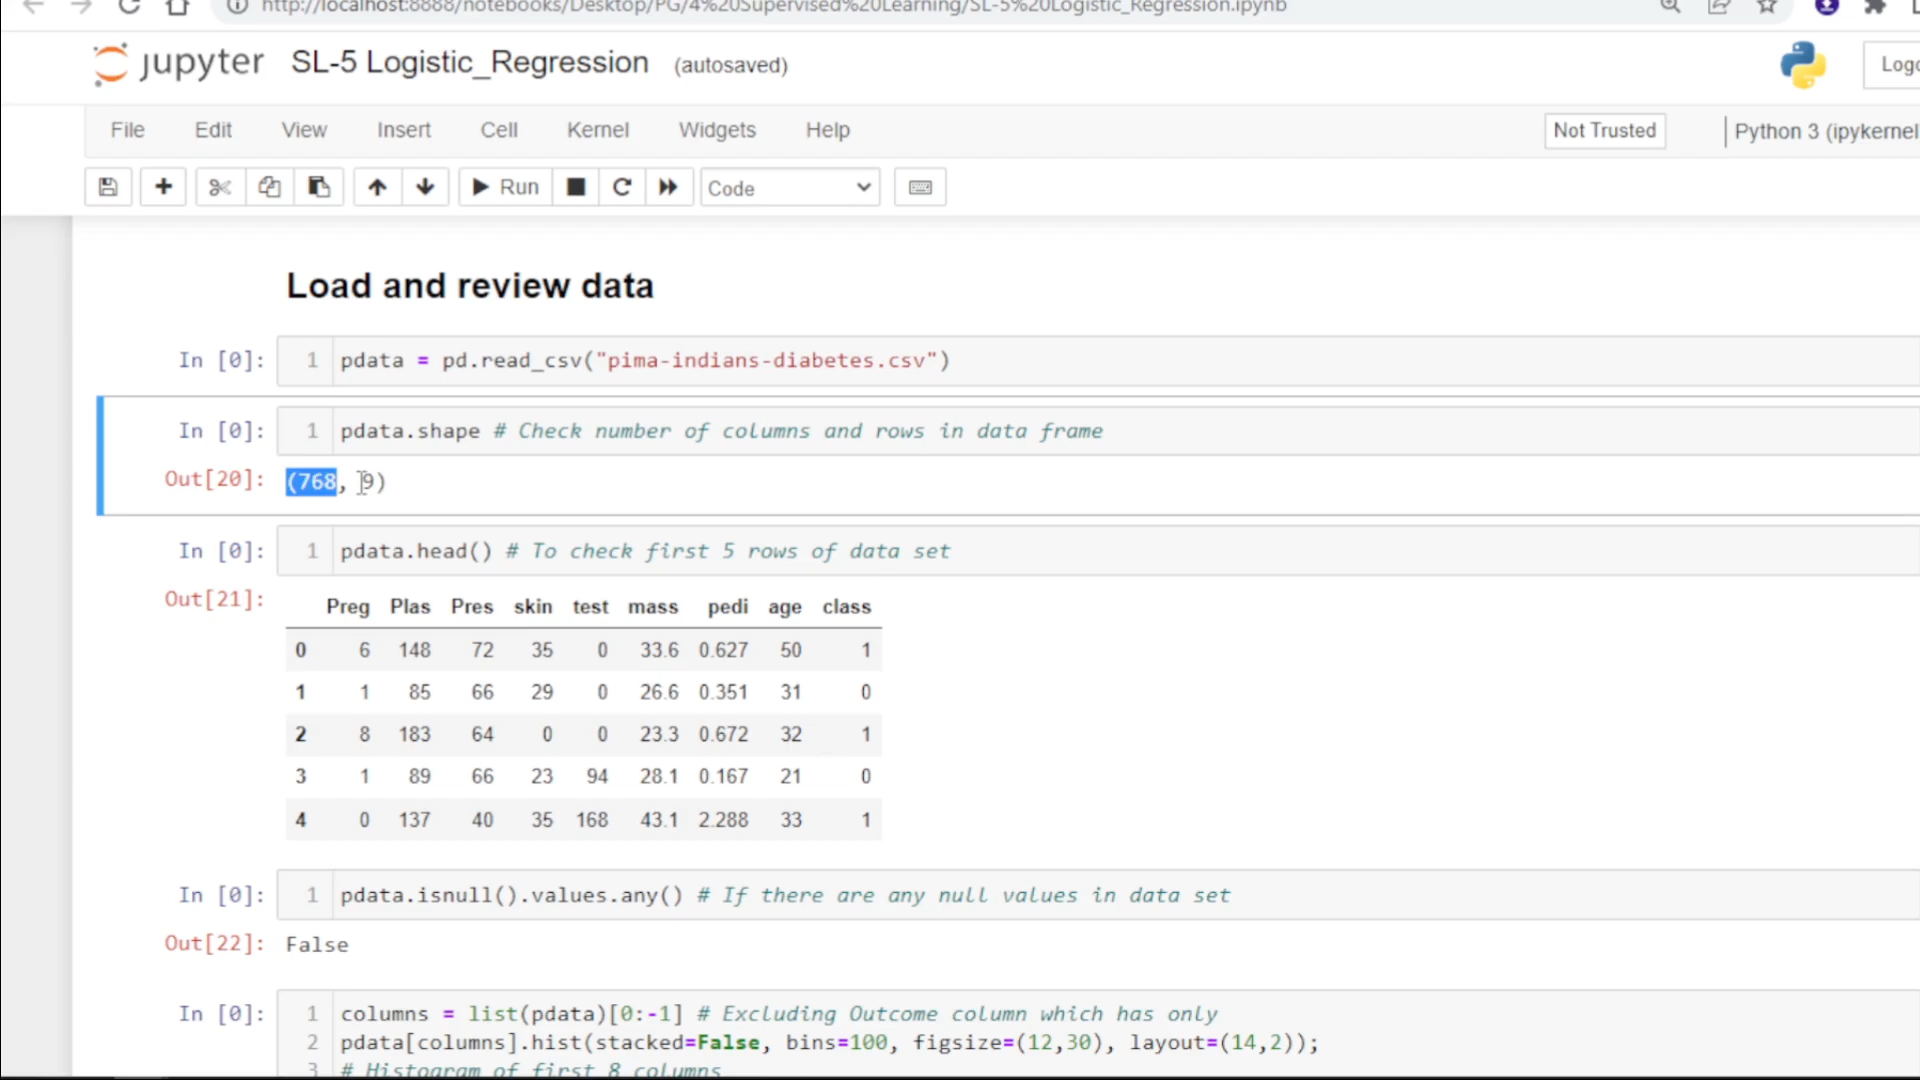 http://localhost:8888/notebooks/Desktop/PG/4%20Supervised%20Learning/SL-5%20Logistic_Regression.ipynb
jupyter SL-5 Logistic_Regression (autosaved)
File Edit View Insert Cell Kernel Widgets Help Not Trusted Python 3 (ipykernel
Run Code
Load and review data
In [0]: 1 pdata = pd.read_csv("pima-indians-diabetes.csv")
In [0]: 1 pdata.shape # Check number of columns and rows in data frame
Out[20]: (768, 9)
In [0]: 1 pdata.head() # To check first 5 rows of data set
Out[21]:
Preg Plas Pres skin test mass pedi age class
0 6 148 72 35 0 33.6 0.627 50 1
1 1 85 66 29 0 26.6 0.351 31 0
2 8 183 64 0 0 23.3 0.672 32 1
3 1 89 66 23 94 28.1 0.167 21 0
4 0 137 40 35 168 43.1 2.288 33 1
In [0]: 1 pdata.isnull().values.any() # If there are any null values in data set
Out[22]: False
In [0]: 1 columns = list(pdata)[0:-1] # Excluding Outcome column which has only
2 pdata[columns].hist(stacked=False, bins=100, figsize=(12,30), layout=(14,2));
3 # Histogram of first 8 columns